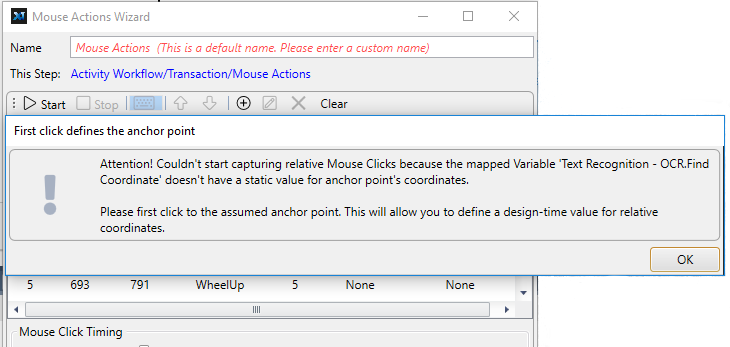 Mouse Actions Wizard
Name Mouse Actions (This is a default name. Please enter a custom name)
This Step: Activity Workflow/Transaction/Mouse Actions
Start Stop Clear
First click defines the anchor point
Attention! Couldn't start capturing relative Mouse Clicks because the mapped Variable 'Text Recognition - OCR.Find
Coordinate' doesn't have a static value for anchor point's coordinates.
Please first click to the assumed anchor point. This will allow you to define a design-time value for relative
coordinates.
OK
5 693 791 WheelUp 5 None None
Mouse Click Timing